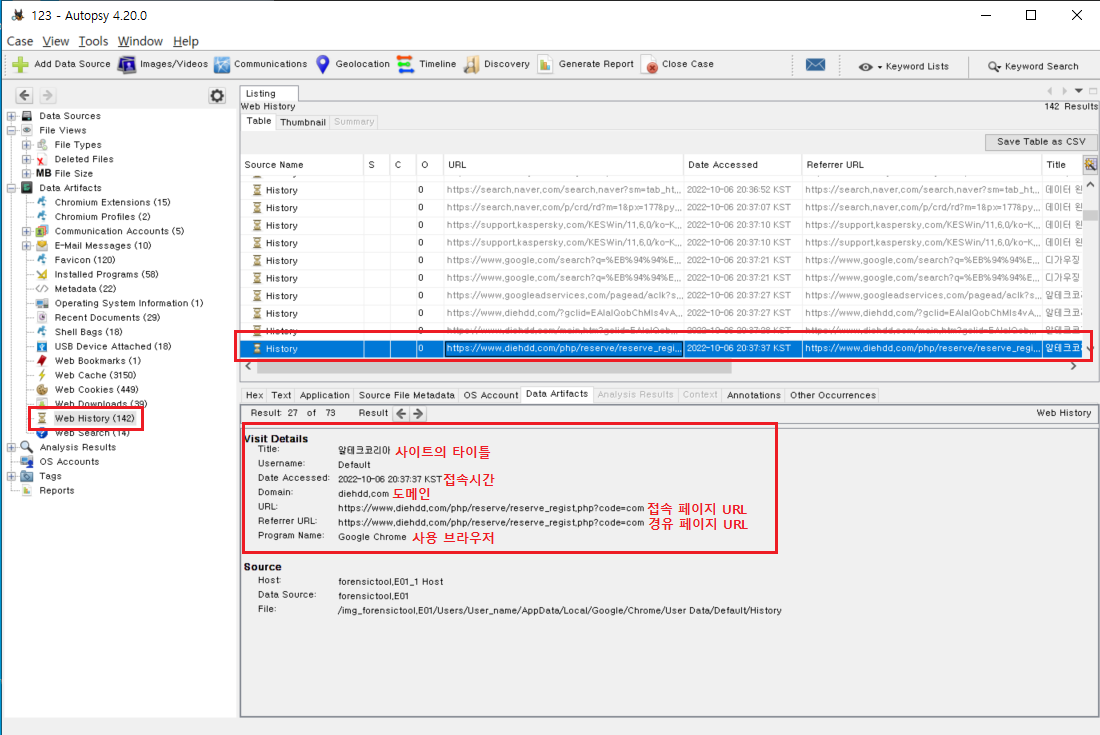 123 - Autopsy 4.20.0
Case View Tools Window Help
Add Data Source Images/Videos Communications Geolocation Timeline Discovery Generate Report Close Case Keyword Lists Keyword Search
Data Sources
File Views
File Types
Deleted Files
MB File Size
Data Artifacts
Chromium Extensions (15)
Chromium Profiles (2)
Communication Accounts (5)
E-Mail Messages (10)
Favicon (120)
Installed Programs (58)
Metadata (22)
Operating System Information (1)
Recent Documents (29)
Shell Bags (18)
USB Device Attached (18)
Web Bookmarks (1)
Web Cache (3150)
Web Cookies (449)
Web Downloads (39)
Web History (142)
Web Search (14)
Analysis Results
OS Accounts
Tags
Reports
Listing
Web History 142 Results
Table Thumbnail Summary
Save Table as CSV
Source Name S C O URL Date Accessed Referrer URL Title
History 0 https://search.naver.com/search.naver?sm=tab_ht... 2022-10-06 20:36:52 KST https://search.naver.com/search.naver?sm=tab_ht... 데이터 완
History 0 https://search.naver.com/p/crd/rd?m=1&px=177&py... 2022-10-06 20:37:07 KST https://search.naver.com/p/crd/rd?m=1&px=177&py... 데이터 완
History 0 https://support.kaspersky.com/KESWin/11.6.0/ko-K... 2022-10-06 20:37:10 KST https://support.kaspersky.com/KESWin/11.6.0/ko-K... 데이터 완
History 0 https://support.kaspersky.com/KESWin/11.6.0/ko-K... 2022-10-06 20:37:10 KST https://support.kaspersky.com/KESWin/11.6.0/ko-K... 데이터 완
History 0 https://www.google.com/search?q=%EB%94%94%E... 2022-10-06 20:37:21 KST https://www.google.com/search?q=%EB%94%94%E... 디가우징
History 0 https://www.google.com/search?q=%EB%94%94%E... 2022-10-06 20:37:21 KST https://www.google.com/search?q=%EB%94%94%E... 디가우징
History 0 https://www.googleadservices.com/pagead/aclk?s... 2022-10-06 20:37:27 KST https://www.googleadservices.com/pagead/aclk?s... 알테크코
History 0 https://www.diehdd.com/?gclid=EAIaIQobChMIs4vA... 2022-10-06 20:37:27 KST https://www.diehdd.com/?gclid=EAIaIQobChMIs4vA... 알테크코
History 0 https://www.diehdd.com/main.htm?gclid=EAIaIQob... 2022-10-06 20:37:28 KST https://www.diehdd.com/main.htm?gclid=EAIaIQob... 알테크코
History 0 https://www.diehdd.com/php/reserve/reserve_regi... 2022-10-06 20:37:37 KST https://www.diehdd.com/php/reserve/reserve_regi... 알테크코
Hex Text Application Source File Metadata OS Account Data Artifacts Analysis Results Context Annotations Other Occurrences
Result: 27 of 73 Result Web History
Visit Details
Title: 알테크코리아 사이트의 타이틀
Username: Default
Date Accessed: 2022-10-06 20:37:37 KST 접속시간
Domain: diehdd.com 도메인
URL: https://www.diehdd.com/php/reserve/reserve_regist.php?code=com 접속 페이지 URL
Referrer URL: https://www.diehdd.com/php/reserve/reserve_regist.php?code=com 경유 페이지 URL
Program Name: Google Chrome 사용 브라우저
Source
Host: forensictool.E01_1 Host
Data Source: forensictool.E01
File: /img_forensictool.E01/Users/User_name/AppData/Local/Google/Chrome/User Data/Default/History